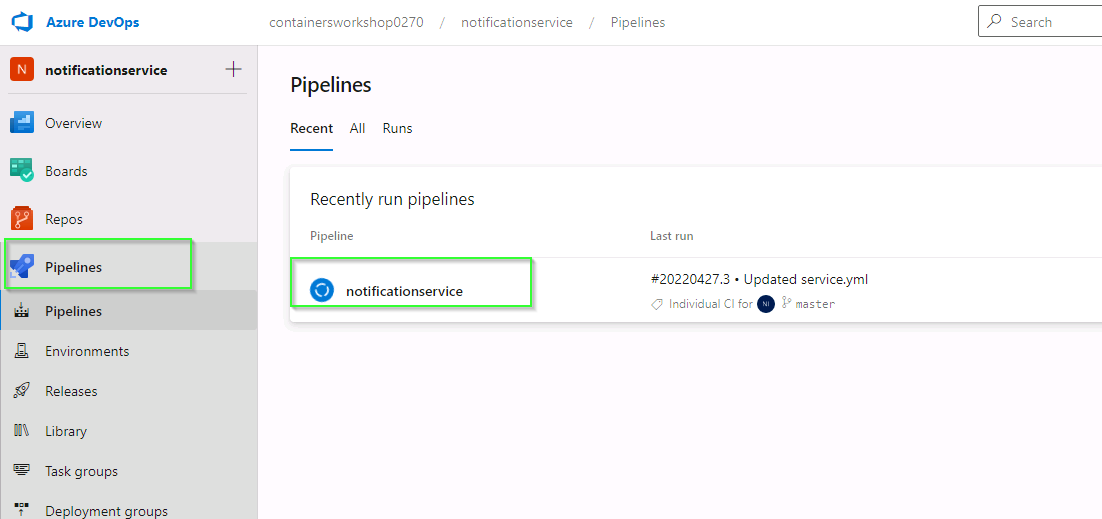 Azure DevOps
containersworkshop0270 / notificationservice / Pipelines
Search
N notificationservice +
Overview
Boards
Repos
Pipelines
Pipelines
Environments
Releases
Library
Task groups
Deployment groups
Pipelines
Recent All Runs
Recently run pipelines
Pipeline Last run
notificationservice
#20220427.3 • Updated service.yml
Individual CI for NI master